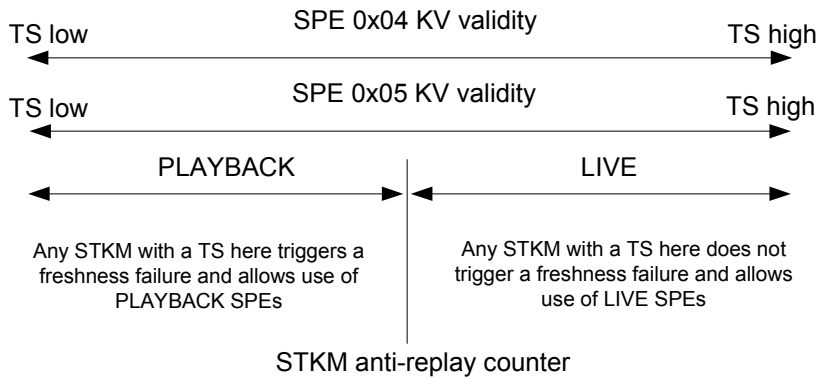 SPE 0x04 KV validity
TS low
TS high
SPE 0x05 KV validity
TS low
TS high
PLAYBACK
LIVE
Any STKM with a TS here triggers a
freshness failure and allows use of
PLAYBACK SPEs
Any STKM with a TS here does not
trigger a freshness failure and allows
use of LIVE SPEs
STKM anti-replay counter